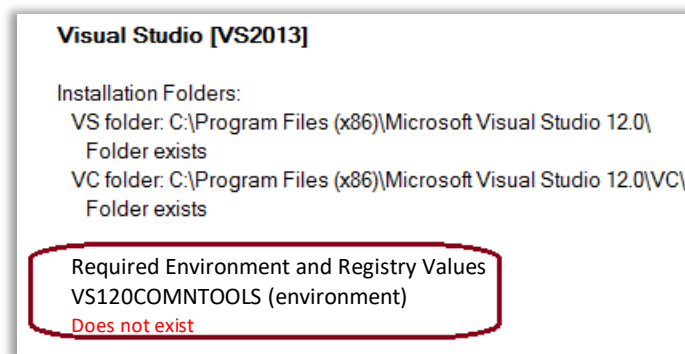 Visual Studio [VS2013]
Installation Folders:
VS folder: C:\Program Files (x86)\Microsoft Visual Studio 12.0\
Folder exists
VC folder: C:\Program Files (x86)\Microsoft Visual Studio 12.0\VC\
Folder exists
Required Environment and Registry Values
VS120COMNTOOLS (environment)
Does not exist